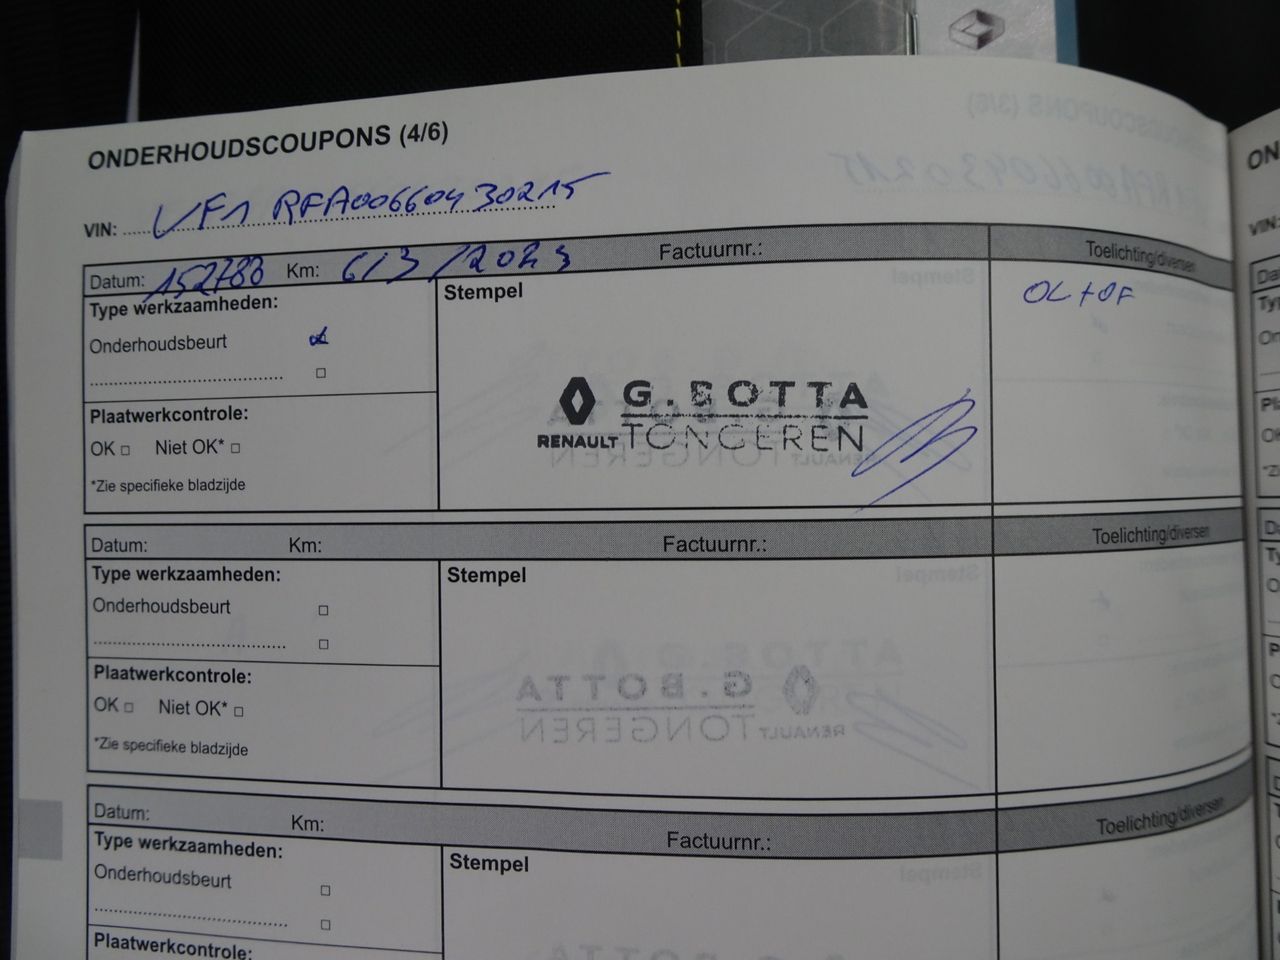 ONDERHOUDSCOUPONS (4/6)
VIN: VF1 RFA00660430215
Datum: 152788 Km: 6/3/2023 Factuurnr.: Toelichting/diversen
Type werkzaamheden: Stempel OL+OF
Onderhoudsbeurt
G. BOTTA
RENAULT TONGEREN
Plaatwerkcontrole:
OK □ Niet OK* □
*Zie specifieke bladzijde
Datum: Km: Factuurnr.: Toelichting/diversen
Type werkzaamheden: Stempel
Onderhoudsbeurt □
□
Plaatwerkcontrole:
OK □ Niet OK* □
*Zie specifieke bladzijde
Datum: Km: Factuurnr.: Toelichting/diversen
Type werkzaamheden: Stempel
Onderhoudsbeurt □
□
Plaatwerkcontrole: